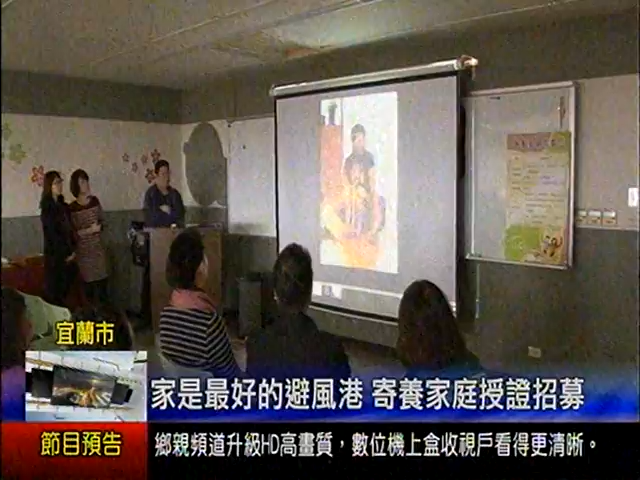 宜蘭市
家是最好的避風港 寄養家庭授證招募
節目預告
鄉親頻道升級HD高畫質，數位機上盒收視戶看得更清晰。